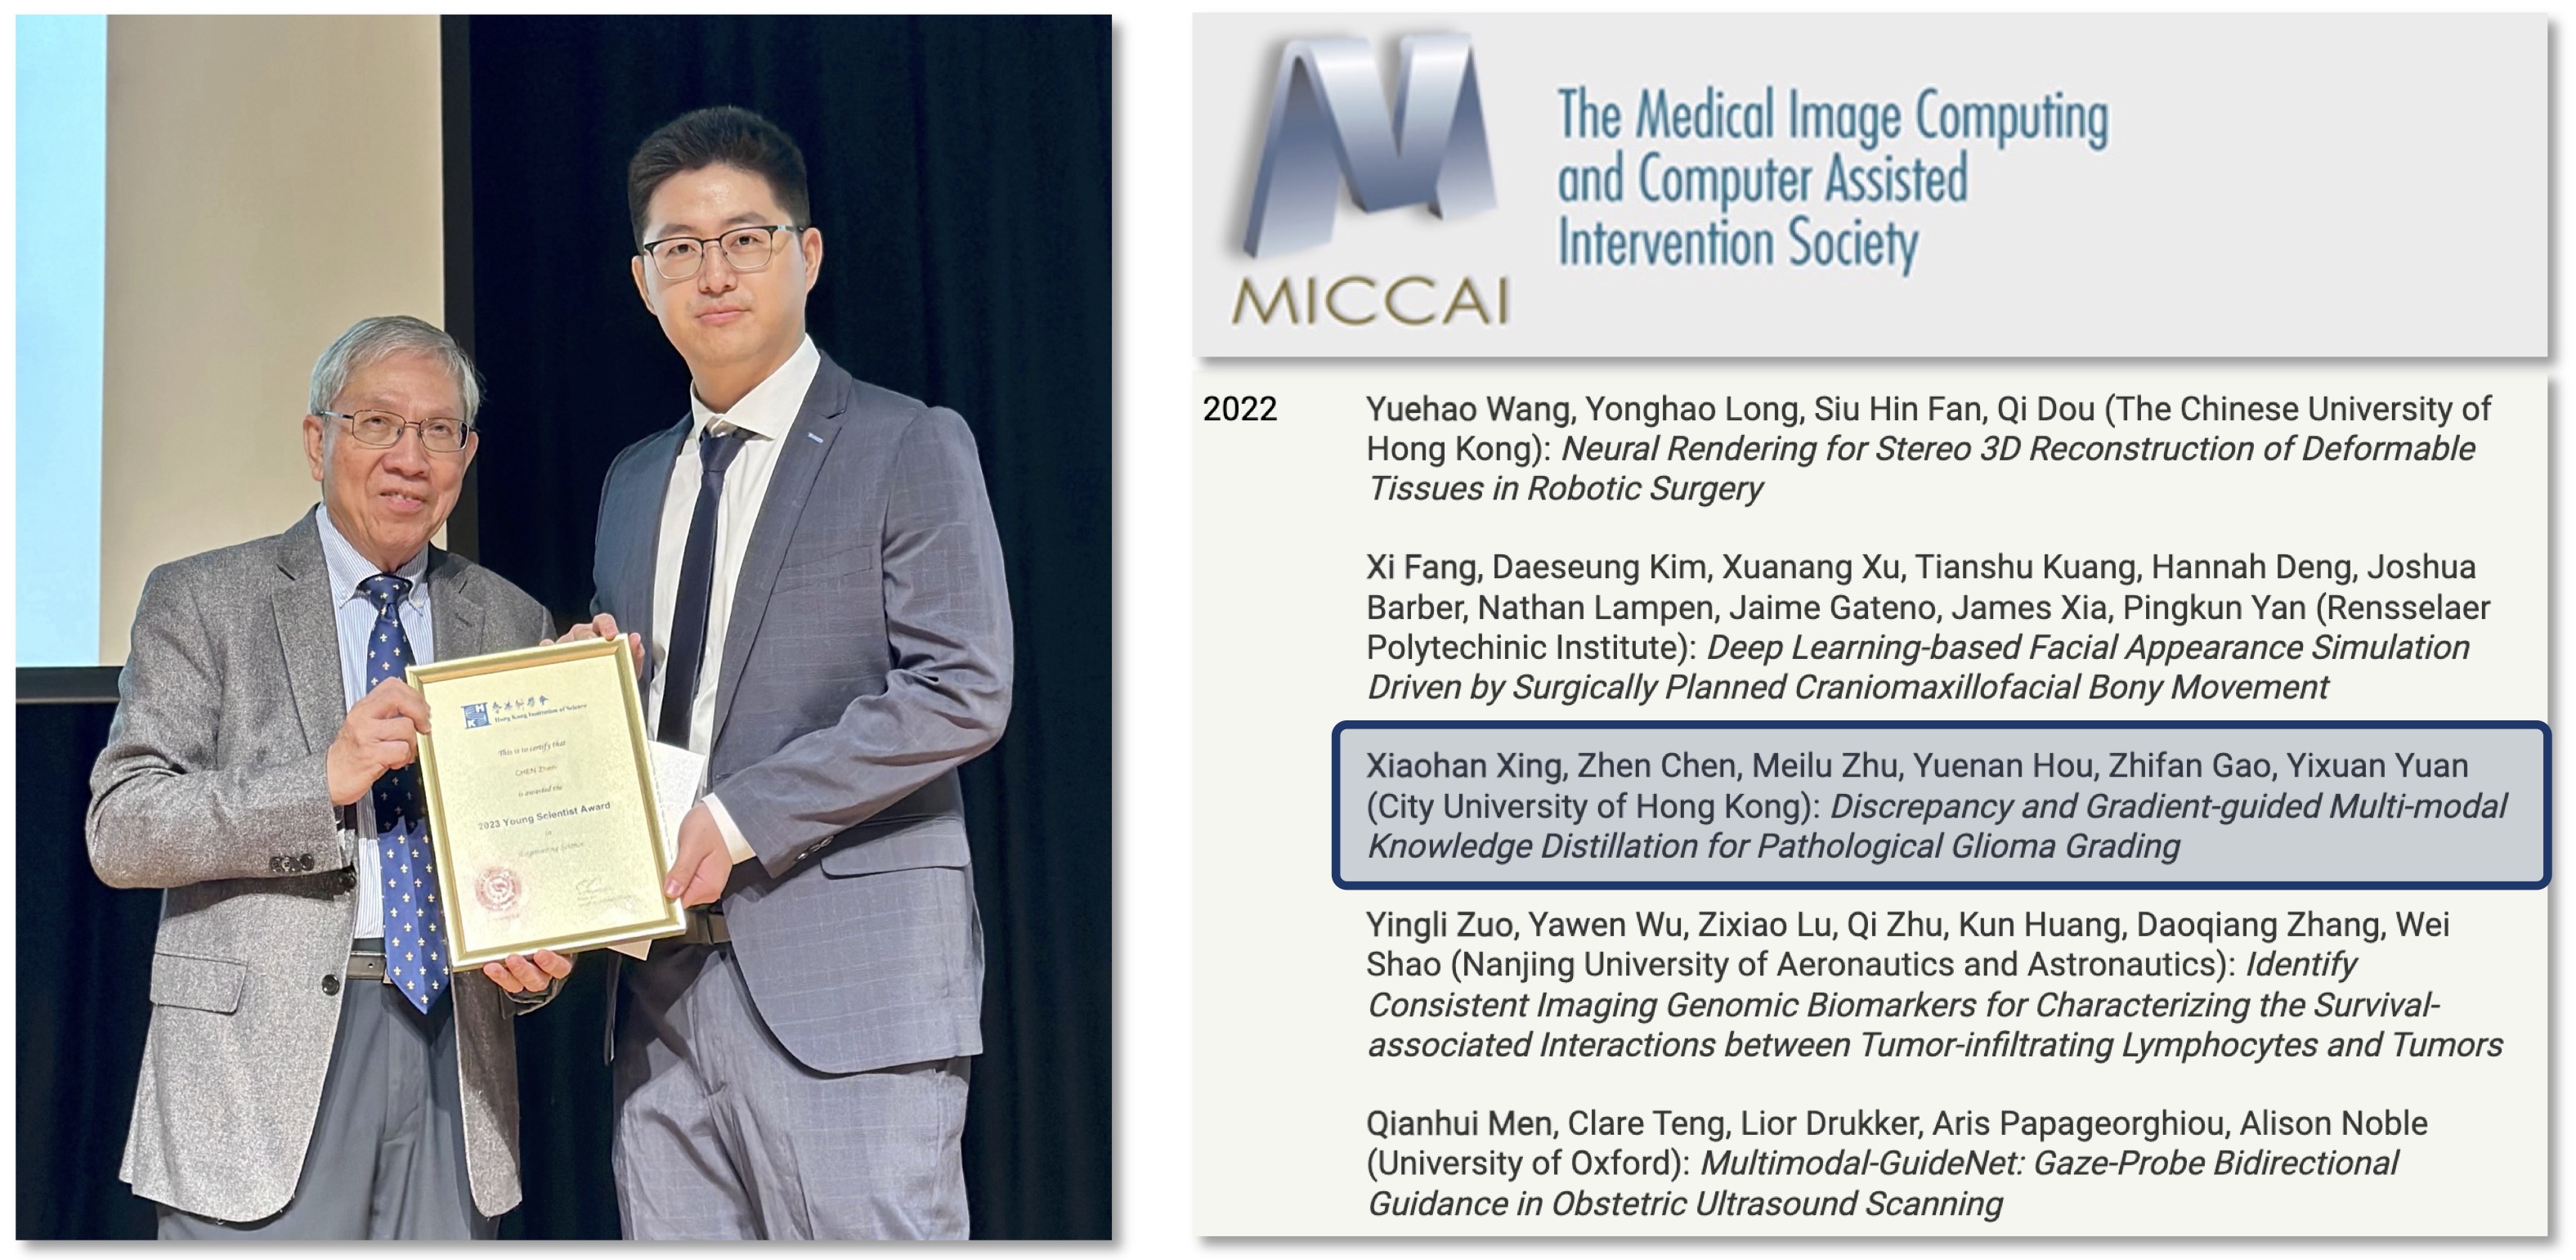 香港科學會
Hong Kong Institution of Science
This is to certify that
CHEN Zhen
is awarded the
2023 Young Scientist Award
in
Engineering Science
MICCAI
The Medical Image Computing
and Computer Assisted
Intervention Society
2022
Yuehao Wang, Yonghao Long, Siu Hin Fan, Qi Dou (The Chinese University of
Hong Kong): Neural Rendering for Stereo 3D Reconstruction of Deformable
Tissues in Robotic Surgery
Xi Fang, Daeseung Kim, Xuanang Xu, Tianshu Kuang, Hannah Deng, Joshua
Barber, Nathan Lampen, Jaime Gateno, James Xia, Pingkun Yan (Rensselaer
Polytechinic Institute): Deep Learning-based Facial Appearance Simulation
Driven by Surgically Planned Craniomaxillofacial Bony Movement
Xiaohan Xing, Zhen Chen, Meilu Zhu, Yuenan Hou, Zhifan Gao, Yixuan Yuan
(City University of Hong Kong): Discrepancy and Gradient-guided Multi-modal
Knowledge Distillation for Pathological Glioma Grading
Yingli Zuo, Yawen Wu, Zixiao Lu, Qi Zhu, Kun Huang, Daoqiang Zhang, Wei
Shao (Nanjing University of Aeronautics and Astronautics): Identify
Consistent Imaging Genomic Biomarkers for Characterizing the Survival-
associated Interactions between Tumor-infiltrating Lymphocytes and Tumors
Qianhui Men, Clare Teng, Lior Drukker, Aris Papageorghiou, Alison Noble
(University of Oxford): Multimodal-GuideNet: Gaze-Probe Bidirectional
Guidance in Obstetric Ultrasound Scanning